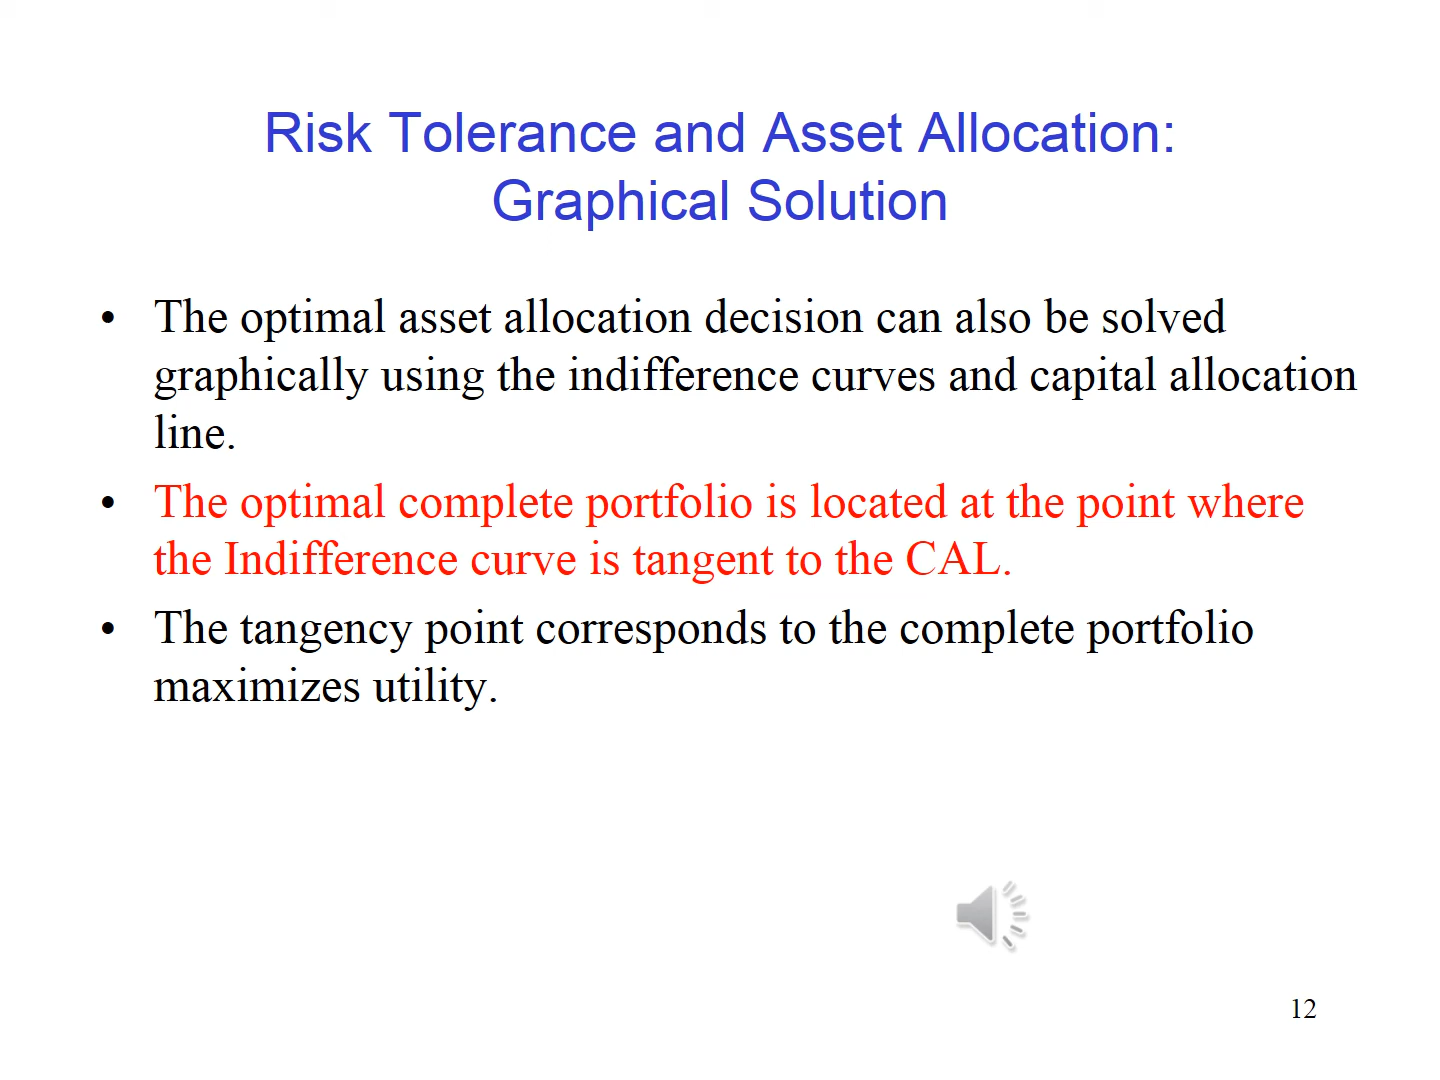 Risk Tolerance and Asset Allocation:
Graphical Solution
• The optimal asset allocation decision can also be solved
graphically using the indifference curves and capital allocation
line.
• The optimal complete portfolio is located at the point where
the Indifference curve is tangent to the CAL.
• The tangency point corresponds to the complete portfolio
maximizes utility.
12